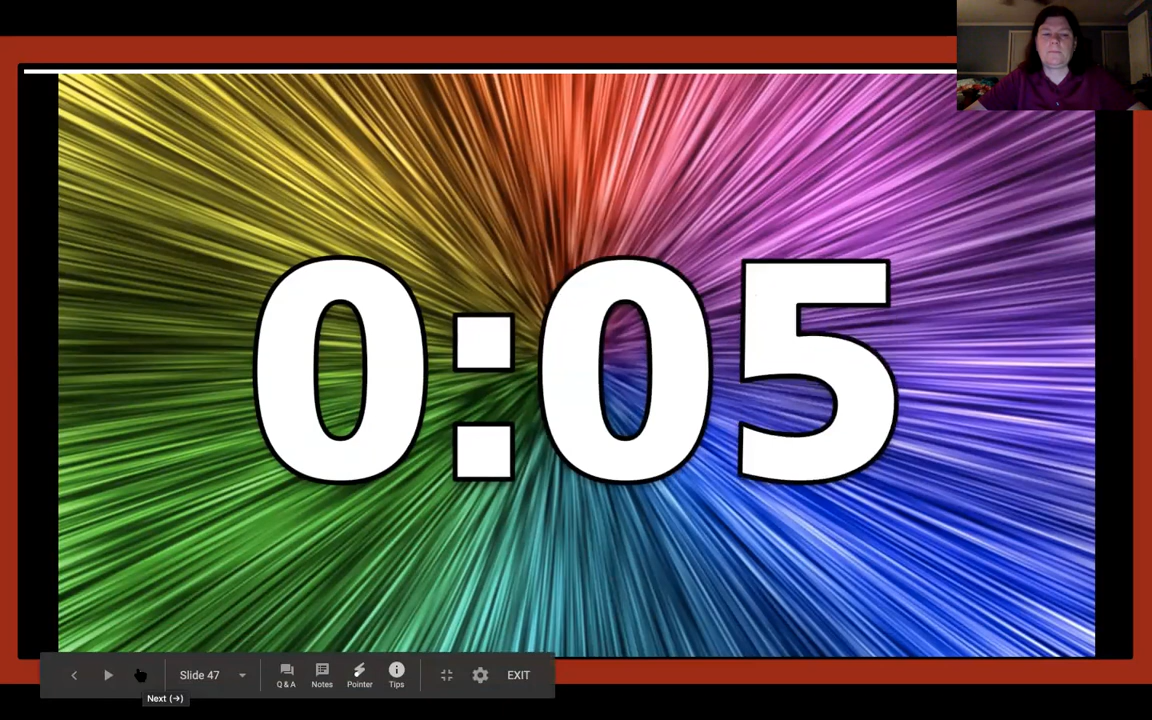 0:05
Slide 47
Q & A
Notes
Pointer
Tips
EXIT
Next (→)